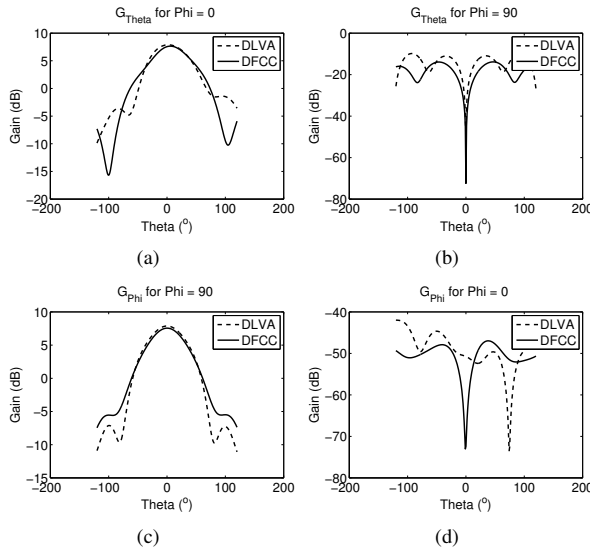 G_Theta for Phi = 0
10
5
0
−5
−10
−15
−20
Gain (dB)
−200 −100 0 100 200
Theta (°)
DLVA
DFCC
(a)
G_Theta for Phi = 90
0
−20
−40
−60
−80
Gain (dB)
−200 −100 0 100 200
Theta (°)
DLVA
DFCC
(b)
G_Phi for Phi = 90
10
5
0
−5
−10
−15
Gain (dB)
−200 −100 0 100 200
Theta (°)
DLVA
DFCC
(c)
G_Phi for Phi = 0
−40
−50
−60
−70
−80
Gain (dB)
−200 −100 0 100 200
Theta (°)
DLVA
DFCC
(d)